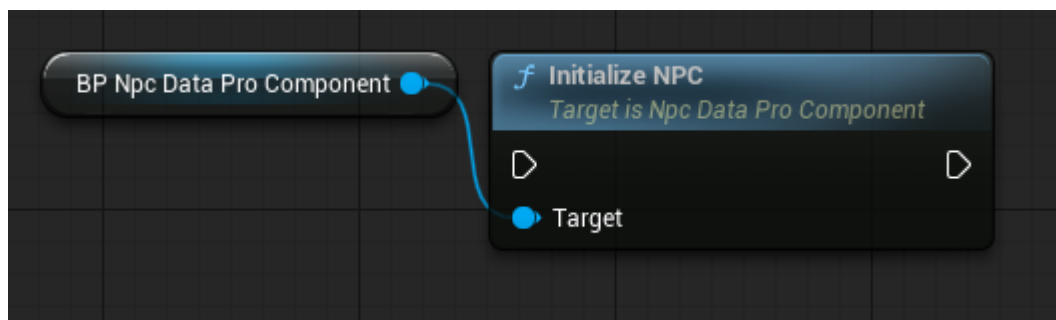 BP Npc Data Pro Component
f Initialize NPC
Target is Npc Data Pro Component
Target